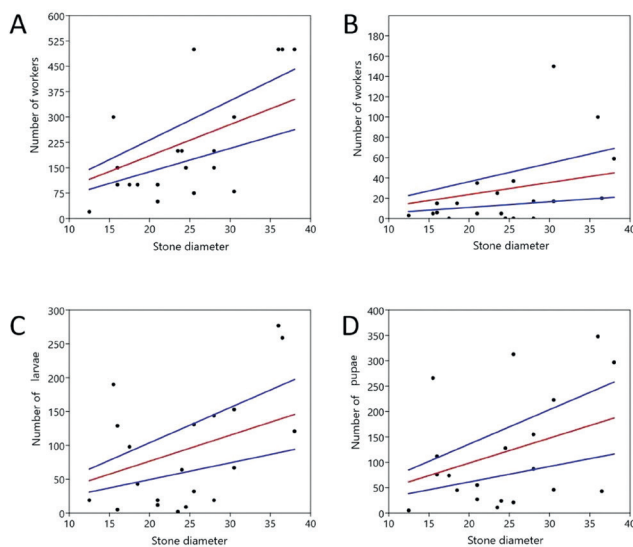 A
Number of workers
600
525
450
375
300
225
150
75
0
10 15 20 25 30 35 40
Stone diameter
B
Number of workers
180
160
140
120
100
80
60
40
20
0
10 15 20 25 30 35 40
Stone diameter
C
Number of larvae
300
250
200
150
100
50
0
10 15 20 25 30 35 40
Stone diameter
D
Number of pupae
400
350
300
250
200
150
100
50
0
10 15 20 25 30 35 40
Stone diameter